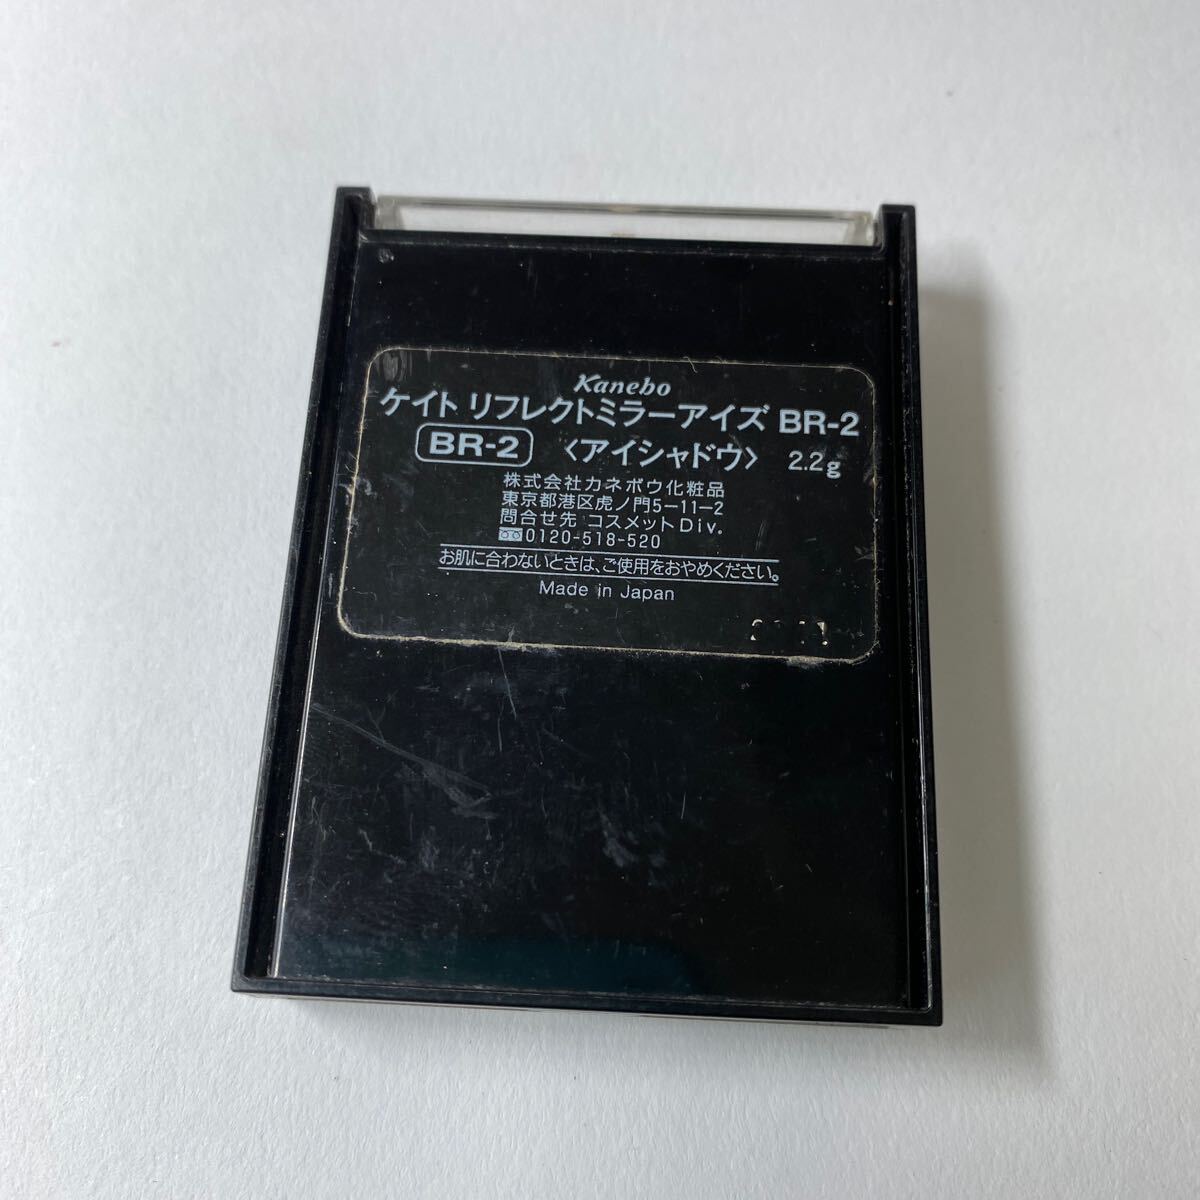 Kanebo
ケイト リフレクトミラーアイズ BR-2
BR-2 〈アイシャドウ〉 2.2g
株式会社カネボウ化粧品
東京都港区虎ノ門5-11-2
問合せ先 コスメットDiv.
0120-518-520
お肌に合わないときは、ご使用をおやめください。
Made in Japan